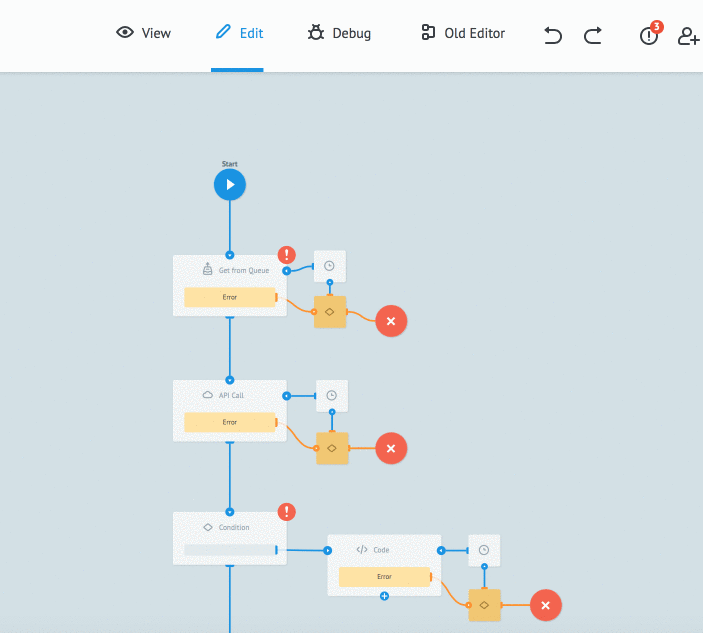 View Edit Debug Old Editor 3
Start
Get from Queue
Error
API Call
Error
Condition
Code
Error